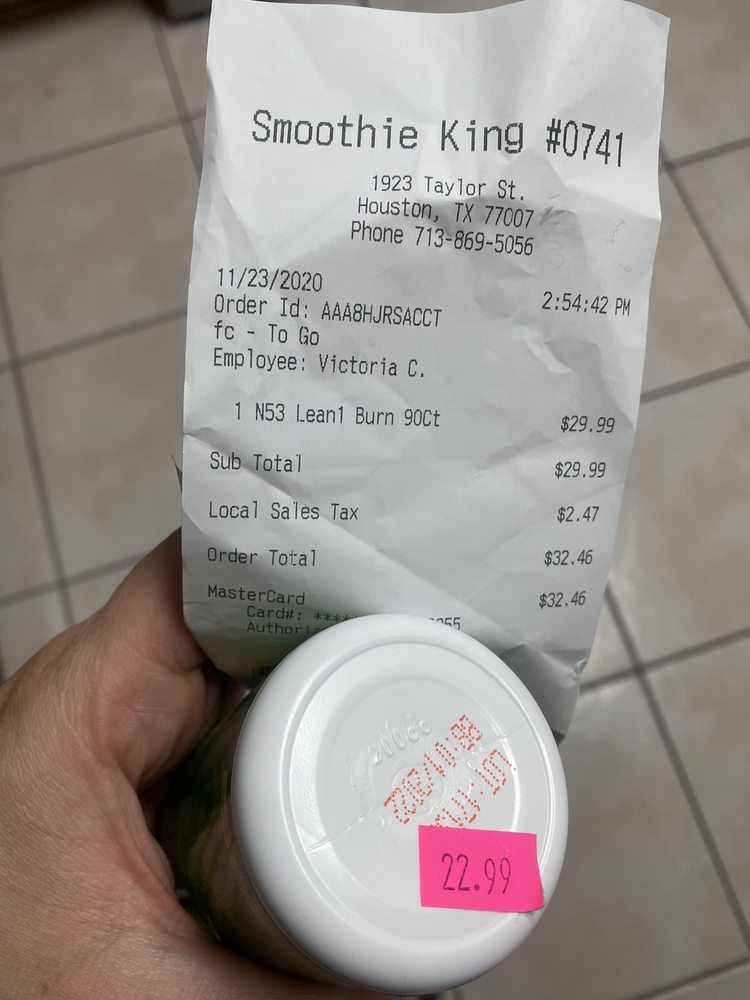 Smoothie King #0741
1923 Taylor St.
Houston, TX 77007
Phone 713-869-5056
11/23/2020 2:54:42 PM
Order Id: AAA8HJRSACCT
fc - To Go
Employee: Victoria C.
1 N53 Lean1 Burn 90Ct $29.99
Sub Total $29.99
Local Sales Tax $2.47
Order Total $32.46
MasterCard $32.46
Card#: ****
200cc
22.99